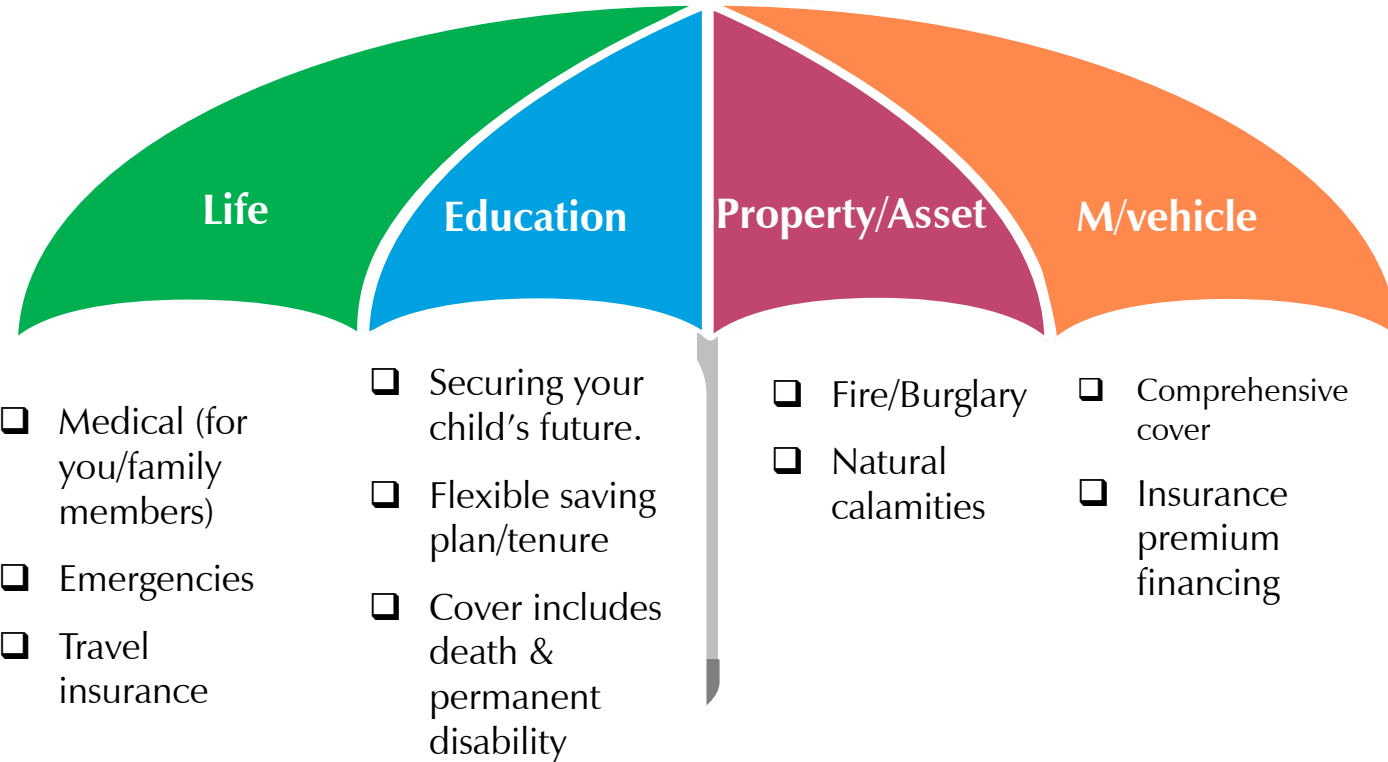 Life
Education
Property/Asset
M/vehicle
❑ Medical (for
you/family
members)
❑ Emergencies
❑ Travel
insurance
❑ Securing your
child’s future.
❑ Flexible saving
plan/tenure
❑ Cover includes
death &
permanent
disability
❑ Fire/Burglary
❑ Natural
calamities
❑ Comprehensive
cover
❑ Insurance
premium
financing